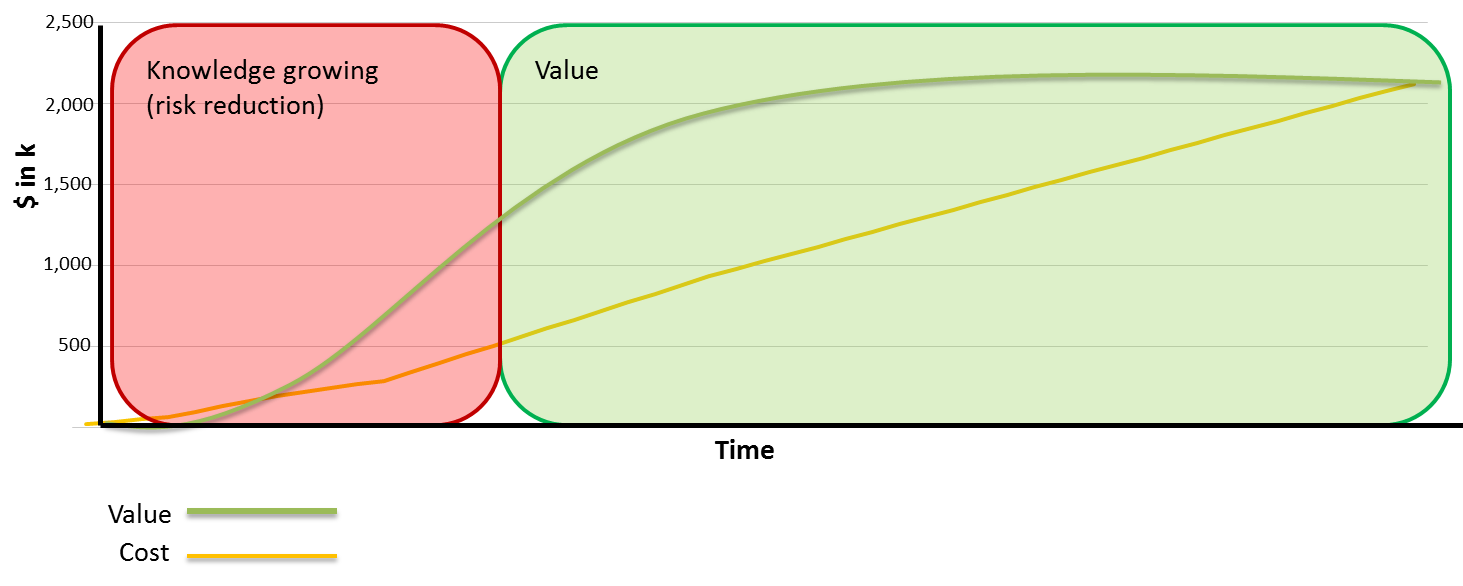 2,500
Knowledge growing
(risk reduction)
Value
2,000
$ in k
1,500
1,000
500
Time
Value
Cost